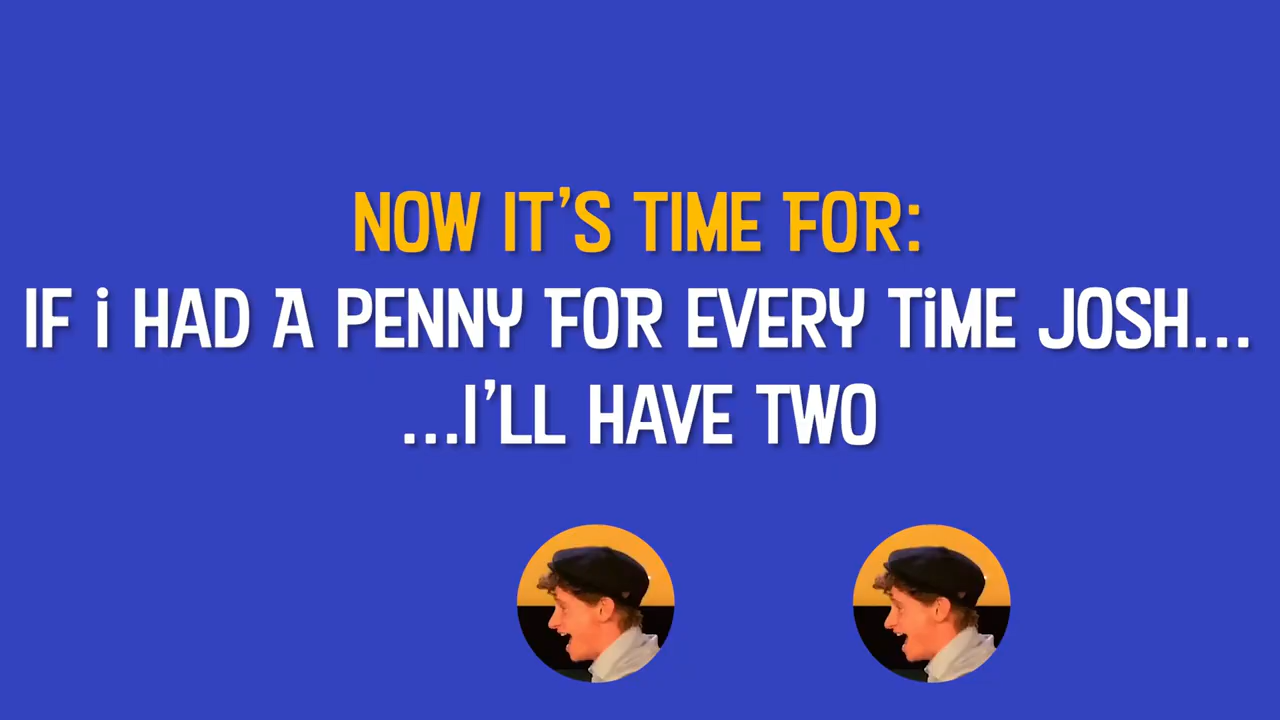 NOW IT'S TIME FOR:
IF i HAD A PENNY FOR EVERY TiME JOSH...
...I'LL HAVE TWO